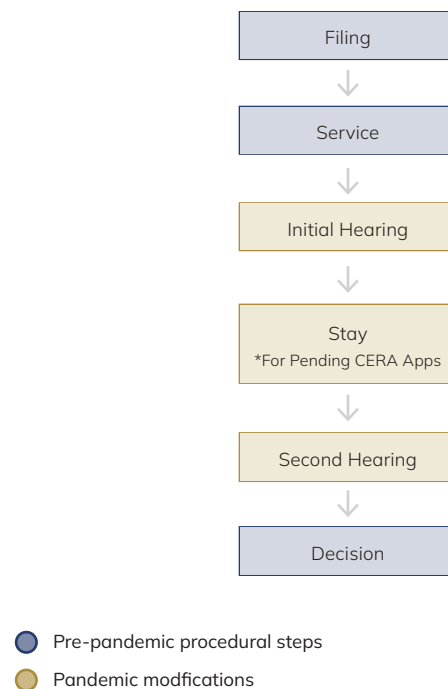 Filing
Service
Initial Hearing
Stay
*For Pending CERA Apps
Second Hearing
Decision
Pre-pandemic procedural steps
Pandemic modfications